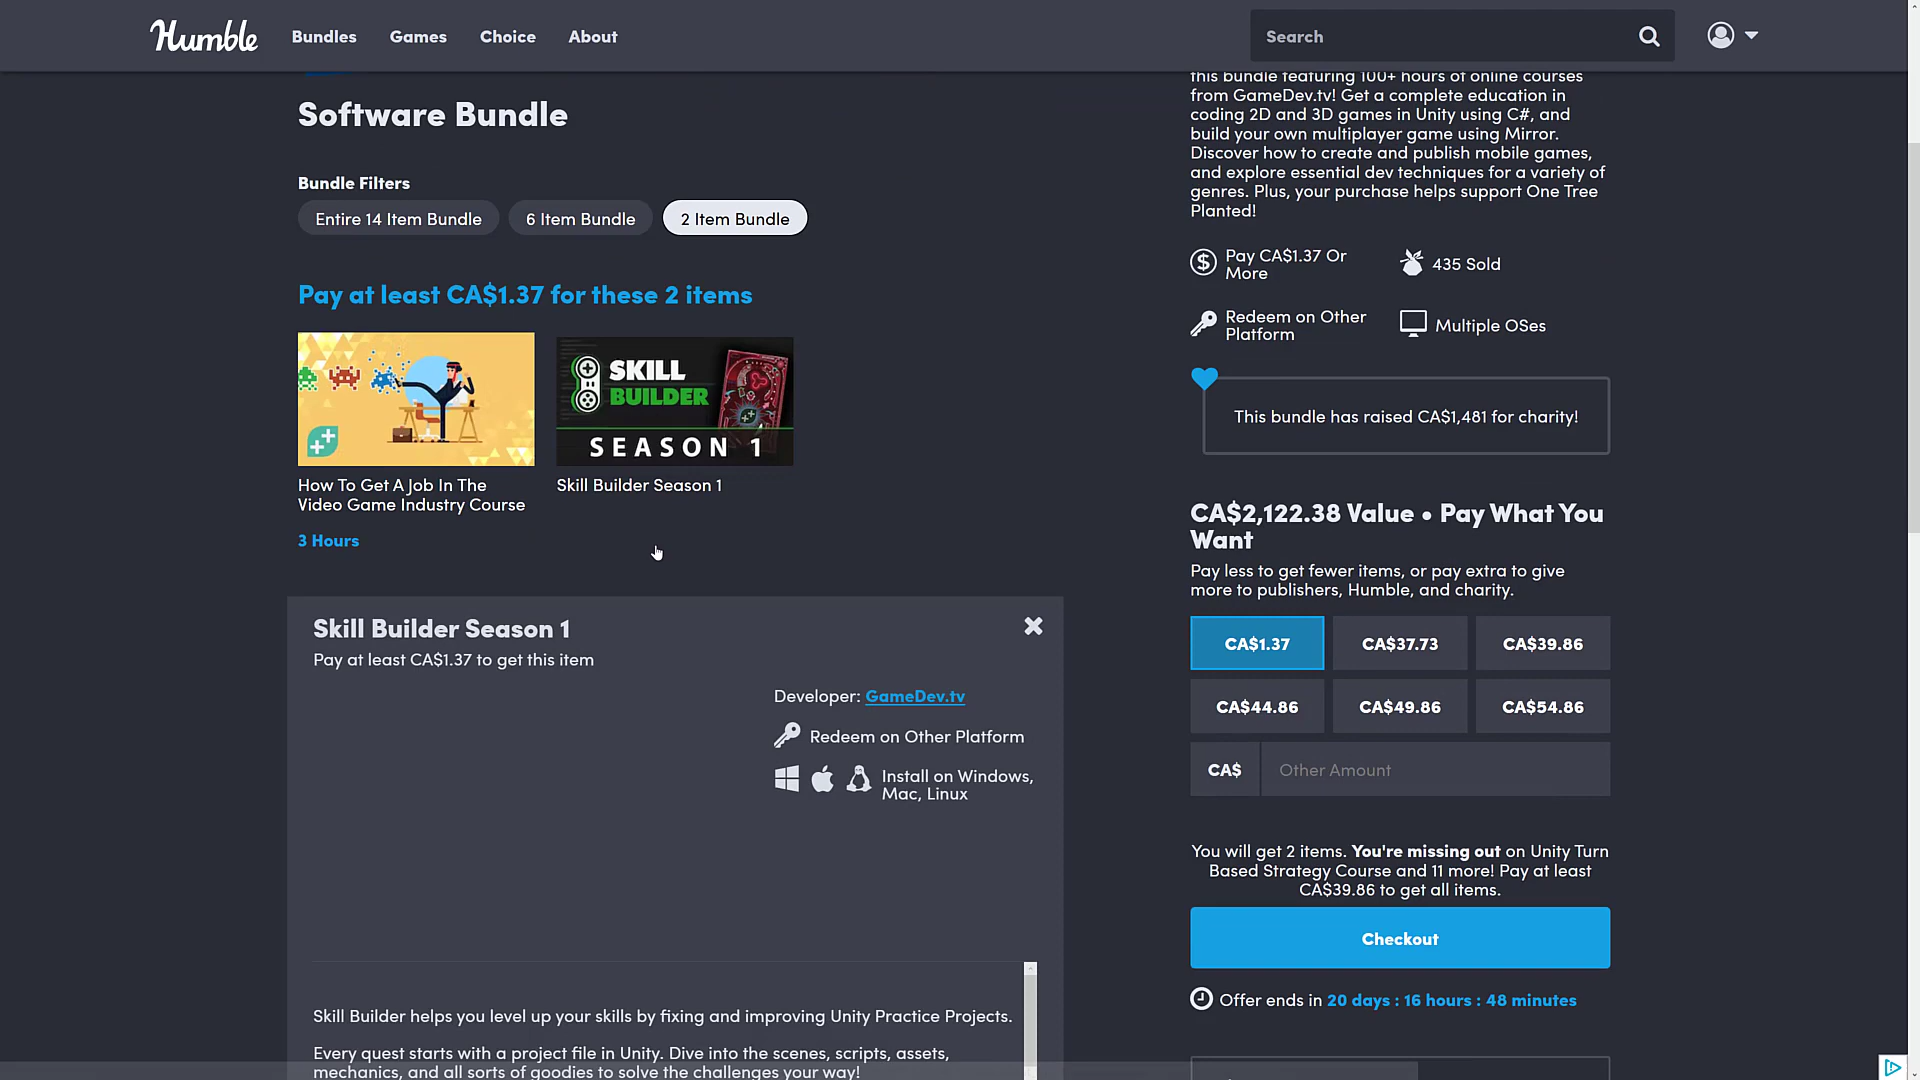 Humble
Bundles
Games
Choice
About
Search
Software Bundle
Bundle Filters
Entire 14 Item Bundle
6 Item Bundle
2 Item Bundle
Pay at least CA$1.37 for these 2 items
SKILL
BUILDER
SEASON 1
How To Get A Job In The
Video Game Industry Course
3 Hours
Skill Builder Season 1
Skill Builder Season 1
Pay at least CA$1.37 to get this item
Developer: GameDev.tv
Redeem on Other Platform
Install on Windows,
Mac, Linux
Skill Builder helps you level up your skills by fixing and improving Unity Practice Projects.
Every quest starts with a project file in Unity. Dive into the scenes, scripts, assets,
mechanics, and all sorts of goodies to solve the challenges your way!
this bundle featuring 100+ hours of online courses
from GameDev.tv! Get a complete education in
coding 2D and 3D games in Unity using C#, and
build your own multiplayer game using Mirror.
Discover how to create and publish mobile games,
and explore essential dev techniques for a variety of
genres. Plus, your purchase helps support One Tree
Planted!
Pay CA$1.37 Or
More
435 Sold
Redeem on Other
Platform
Multiple OSes
This bundle has raised CA$1,481 for charity!
CA$2,122.38 Value • Pay What You
Want
Pay less to get fewer items, or pay extra to give
more to publishers, Humble, and charity.
CA$1.37
CA$37.73
CA$39.86
CA$44.86
CA$49.86
CA$54.86
CA$
Other Amount
You will get 2 items. You're missing out on Unity Turn
Based Strategy Course and 11 more! Pay at least
CA$39.86 to get all items.
Checkout
Offer ends in 20 days : 16 hours : 48 minutes